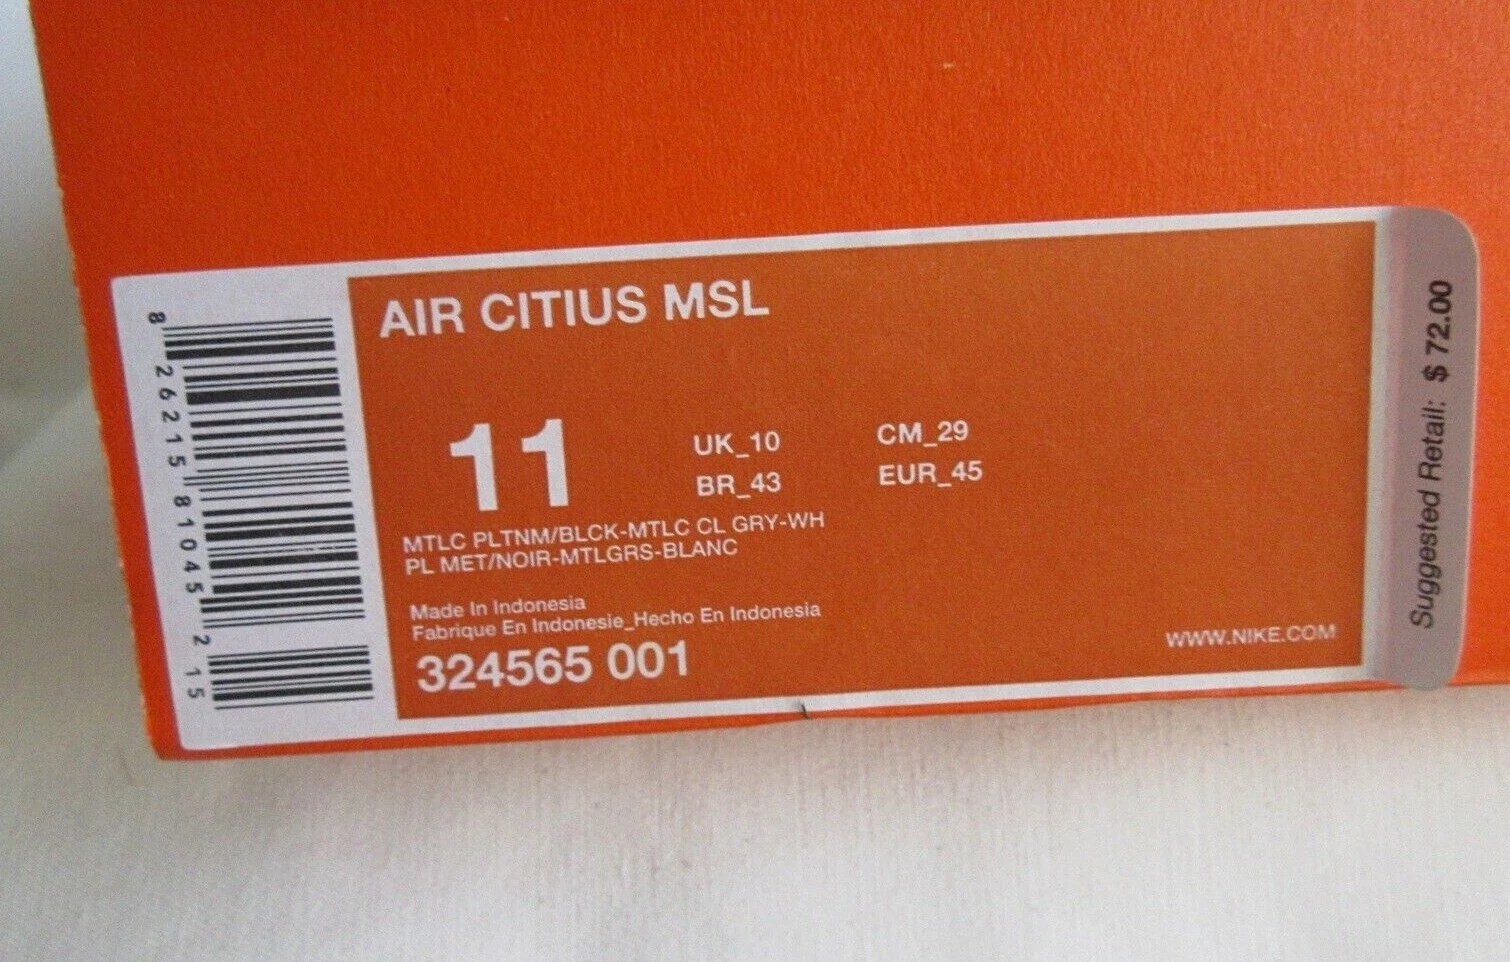 AIR CITIUS MSL
11
UK_10
CM_29
BR_43
EUR_45
MTLC PLTNM/BLCK-MTLC CL GRY-WH
PL MET/NOIR-MTLGRS-BLANC
Made In Indonesia
Fabrique En Indonesie_Hecho En Indonesia
324565 001
WWW.NIKE.COM
8 26215 81045 2 15
Suggested Retail: $ 72.00